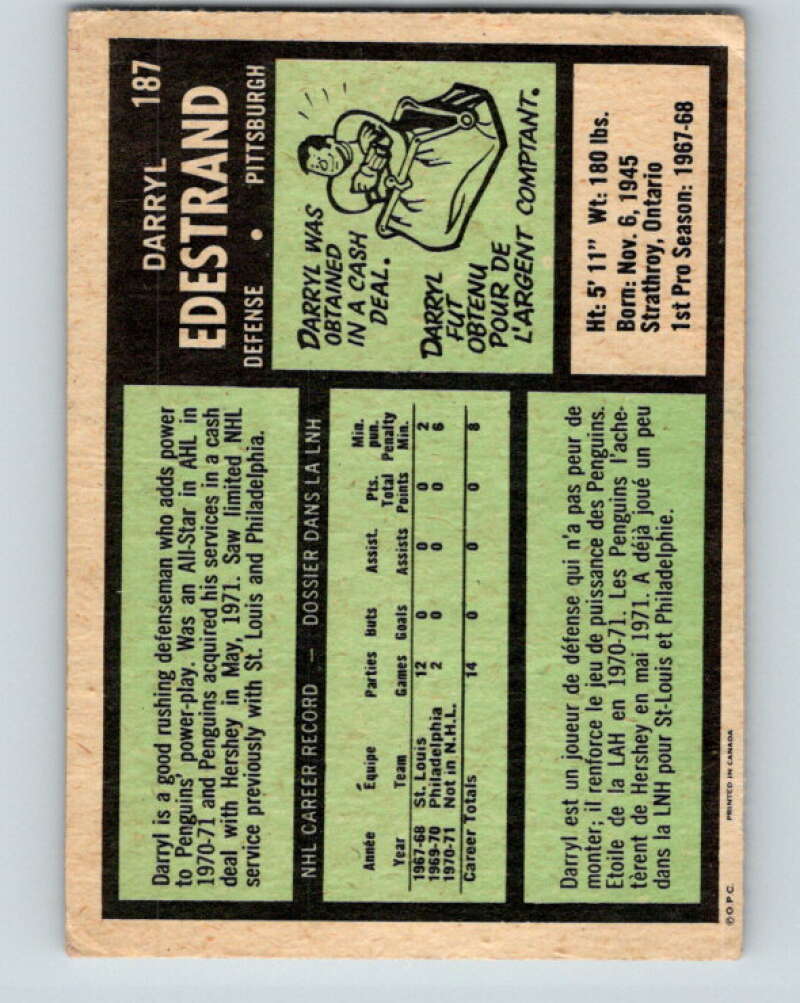 DARRYL 187
EDESTRAND
DEFENSE • PITTSBURGH
Darryl is a good rushing defenseman who adds power
to Penguins' power-play. Was an All-Star in AHL in
1970-71 and Penguins acquired his services in a cash
deal with Hershey in May, 1971. Saw limited NHL
service previously with St. Louis and Philadelphia.
DARRYL WAS
OBTAINED
IN A CASH
DEAL.
DARRYL
FUT
OBTENU
POUR DE
L'ARGENT COMPTANT.
NHL CAREER RECORD — DOSSIER DANS LA LNH
Année Équipe Parties Buts Assist. Pts. Total Min. pun.
Year Team Games Goals Assists Points Penalty Min.
1967-68 St. Louis 12 0 0 0 2
1969-70 Philadelphia 2 0 0 0 6
1970-71 Not in N.H.L.
Career Totals 14 0 0 0 8
Ht: 5' 11" Wt: 180 lbs.
Born: Nov. 6, 1945
Strathroy, Ontario
1st Pro Season: 1967-68
Darryl est un joueur de défense qui n'a pas peur de
monter; il renforce le jeu de puissance des Penguins.
Etoile de la LAH en 1970-71. Les Penguins l'ache-
tèrent de Hershey en mai 1971. A déjà joué un peu
dans la LNH pour St-Louis et Philadelphie.
©O.P.C. PRINTED IN CANADA